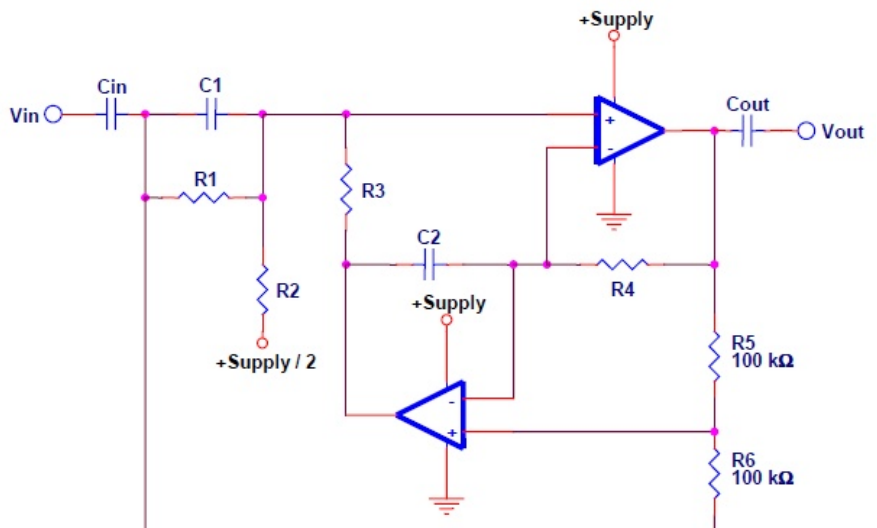 +Supply
Cin
C1
Vin
+
-
Cout
Vout
R1
R3
C2
R4
R2
+Supply
+Supply / 2
R5
100 kΩ
-
+
R6
100 kΩ